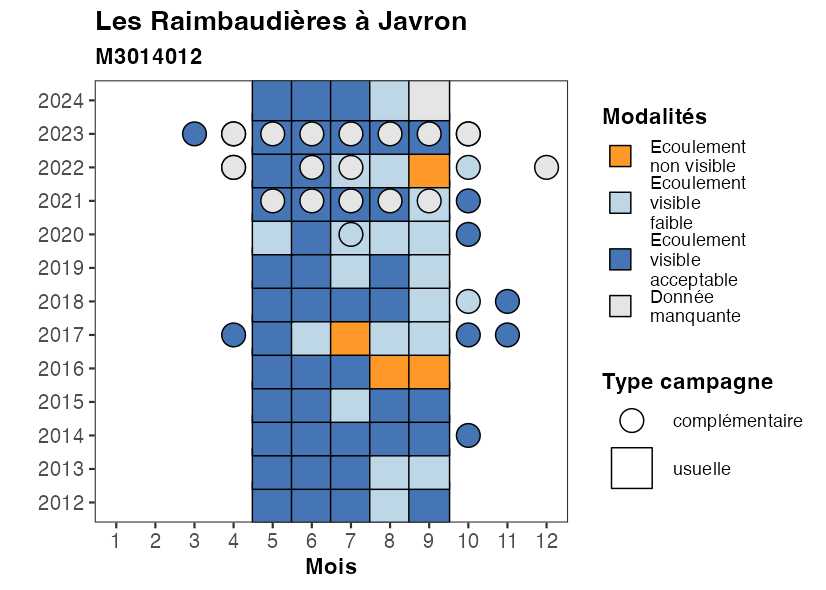 Les Raimbaudières à Javron
M3014012
2024
2023
2022
2021
2020
2019
2018
2017
2016
2015
2014
2013
2012
1 2 3 4 5 6 7 8 9 10 11 12
Mois
Modalités
Ecoulement
non visible
Ecoulement
visible
faible
Ecoulement
visible
acceptable
Donnée
manquante
Type campagne
complémentaire
usuelle